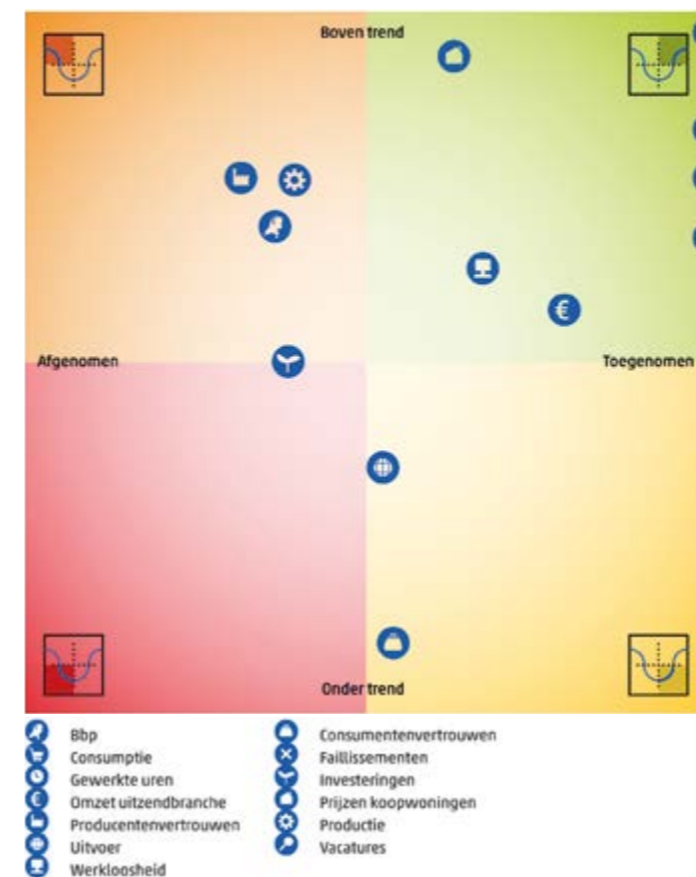 Boven trend
Afgenomen
Toegenomen
Onder trend
Bbp
Consumptie
Gewerkte uren
Omzet uitzendbranche
Producentenvertrouwen
Uitvoer
Werkloosheid
Consumentenvertrouwen
Faillissementen
Investeringen
Prijzen koopwoningen
Productie
Vacatures